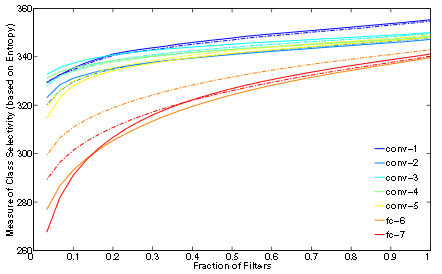 360
340
320
300
280
260
Measure of Class Selectivity (based on Entropy)
0 0.1 0.2 0.3 0.4 0.5 0.6 0.7 0.8 0.9 1
Fraction of Filters
conv-1
conv-2
conv-3
conv-4
conv-5
fc-6
fc-7